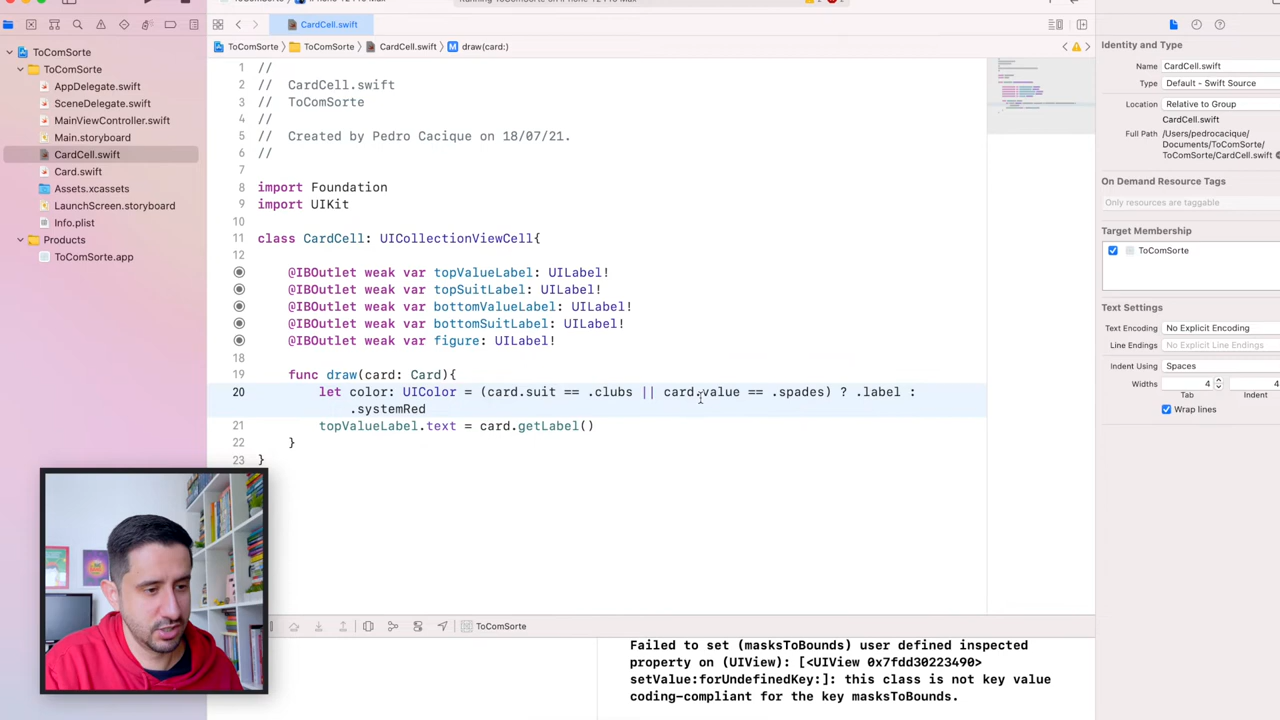 CardCell.swift
ToComSorte
ToComSorte
CardCell.swift
draw(card:)
ToComSorte
ToComSorte
AppDelegate.swift
SceneDelegate.swift
MainViewController.swift
Main.storyboard
CardCell.swift
Card.swift
Assets.xcassets
LaunchScreen.storyboard
Info.plist
Products
ToComSorte.app
1 //
2 // CardCell.swift
3 // ToComSorte
4 //
5 // Created by Pedro Cacique on 18/07/21.
6 //
7
8 import Foundation
9 import UIKit
10
11 class CardCell: UICollectionViewCell{
12
@IBOutlet weak var topValueLabel: UILabel!
@IBOutlet weak var topSuitLabel: UILabel!
@IBOutlet weak var bottomValueLabel: UILabel!
@IBOutlet weak var bottomSuitLabel: UILabel!
@IBOutlet weak var figure: UILabel!
18
19 func draw(card: Card){
20 let color: UIColor = (card.suit == .clubs || card.value == .spades) ? .label :
.systemRed
21 topValueLabel.text = card.getLabel()
22 }
23 }
ToComSorte
Failed to set (masksToBounds) user defined inspected
property on (UIView): [<UIView 0x7fdd30223490>
setValue:forUndefinedKey:]: this class is not key value
coding-compliant for the key masksToBounds.
Identity and Type
Name CardCell.swift
Type Default - Swift Source
Location Relative to Group
CardCell.swift
Full Path /Users/pedrocacique/
Documents/ToComSorte/
ToComSorte/CardCell.swift
On Demand Resource Tags
Only resources are taggable
Target Membership
ToComSorte
Text Settings
Text Encoding No Explicit Encoding
Line Endings No Explicit Line Endings
Indent Using Spaces
Widths 4 4
Tab Indent
Wrap lines